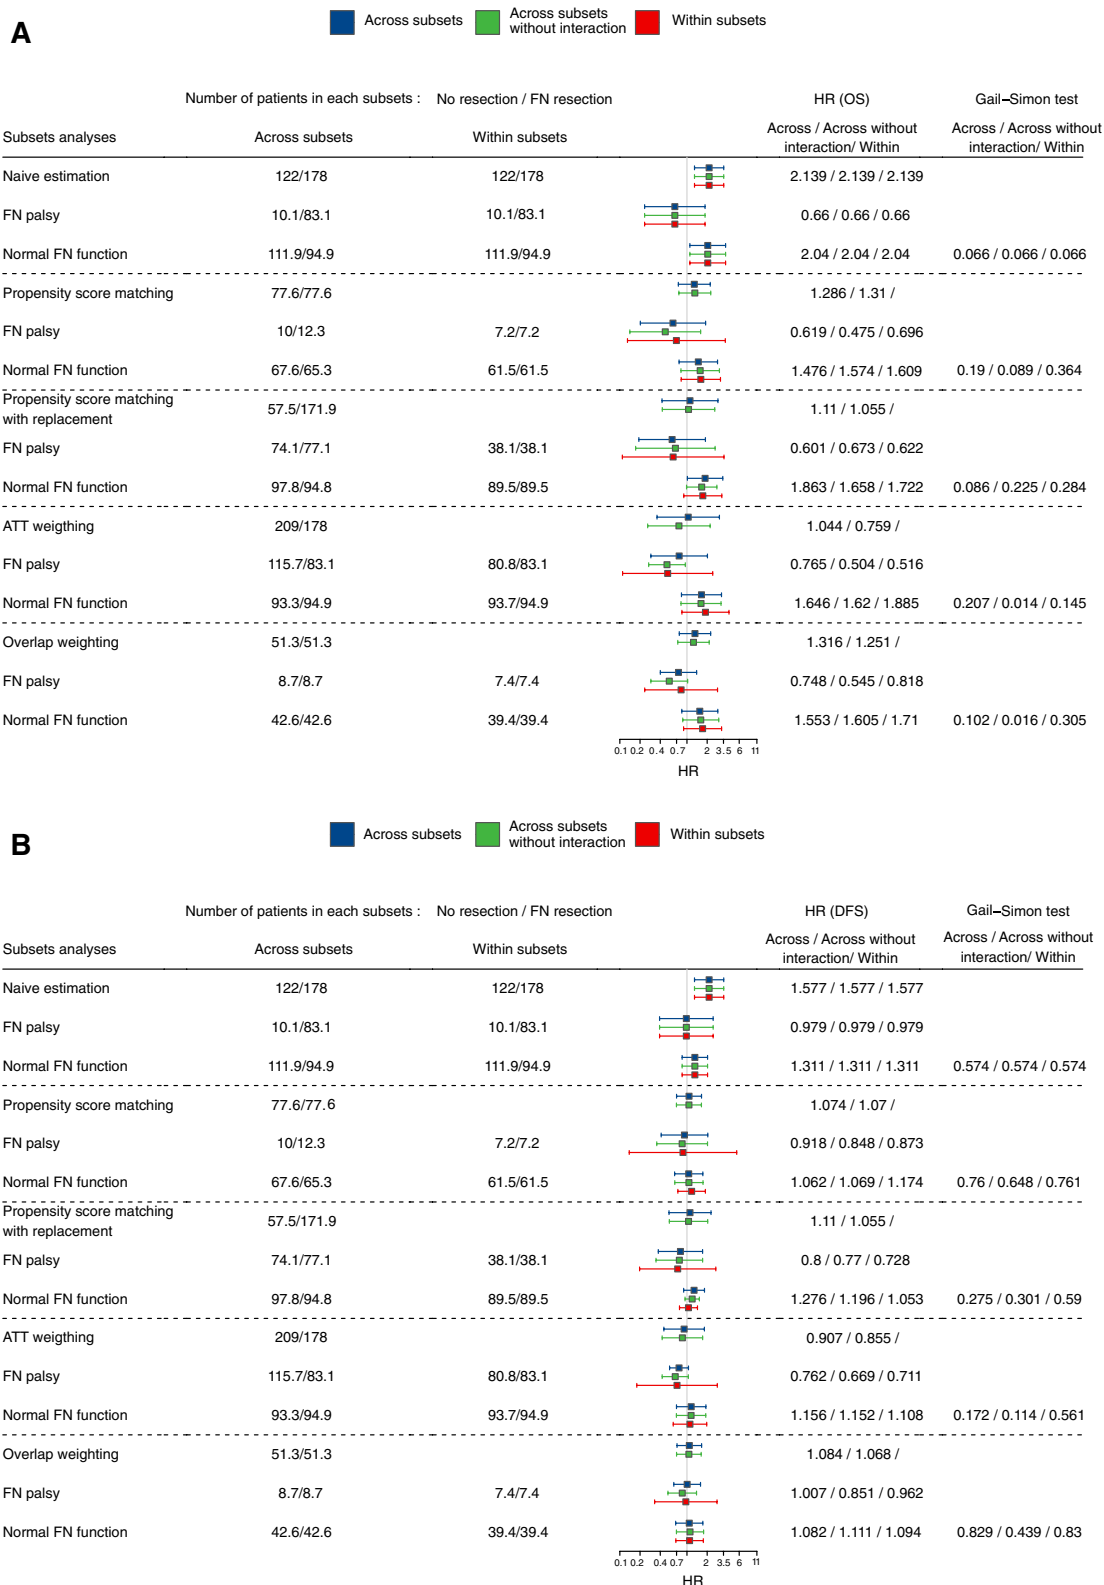 A
Across subsets
Across subsets
without interaction
Within subsets
Number of patients in each subsets : No resection / FN resection HR (OS) Gail–Simon test
Subsets analyses Across subsets Within subsets Across / Across without
interaction/ Within Across / Across without
interaction/ Within
Naive estimation 122/178 122/178 2.139 / 2.139 / 2.139
FN palsy 10.1/83.1 10.1/83.1 0.66 / 0.66 / 0.66
Normal FN function 111.9/94.9 111.9/94.9 2.04 / 2.04 / 2.04 0.066 / 0.066 / 0.066
Propensity score matching 77.6/77.6 1.286 / 1.31 /
FN palsy 10/12.3 7.2/7.2 0.619 / 0.475 / 0.696
Normal FN function 67.6/65.3 61.5/61.5 1.476 / 1.574 / 1.609 0.19 / 0.089 / 0.364
Propensity score matching
with replacement 57.5/171.9 1.11 / 1.055 /
FN palsy 74.1/77.1 38.1/38.1 0.601 / 0.673 / 0.622
Normal FN function 97.8/94.8 89.5/89.5 1.863 / 1.658 / 1.722 0.086 / 0.225 / 0.284
ATT weigthing 209/178 1.044 / 0.759 /
FN palsy 115.7/83.1 80.8/83.1 0.765 / 0.504 / 0.516
Normal FN function 93.3/94.9 93.7/94.9 1.646 / 1.62 / 1.885 0.207 / 0.014 / 0.145
Overlap weighting 51.3/51.3 1.316 / 1.251 /
FN palsy 8.7/8.7 7.4/7.4 0.748 / 0.545 / 0.818
Normal FN function 42.6/42.6 39.4/39.4 1.553 / 1.605 / 1.71 0.102 / 0.016 / 0.305
0.1 0.2 0.4 0.7 2 3.5 6 11
HR
B
Across subsets
Across subsets
without interaction
Within subsets
Number of patients in each subsets : No resection / FN resection HR (DFS) Gail–Simon test
Subsets analyses Across subsets Within subsets Across / Across without
interaction/ Within Across / Across without
interaction/ Within
Naive estimation 122/178 122/178 1.577 / 1.577 / 1.577
FN palsy 10.1/83.1 10.1/83.1 0.979 / 0.979 / 0.979
Normal FN function 111.9/94.9 111.9/94.9 1.311 / 1.311 / 1.311 0.574 / 0.574 / 0.574
Propensity score matching 77.6/77.6 1.074 / 1.07 /
FN palsy 10/12.3 7.2/7.2 0.918 / 0.848 / 0.873
Normal FN function 67.6/65.3 61.5/61.5 1.062 / 1.069 / 1.174 0.76 / 0.648 / 0.761
Propensity score matching
with replacement 57.5/171.9 1.11 / 1.055 /
FN palsy 74.1/77.1 38.1/38.1 0.8 / 0.77 / 0.728
Normal FN function 97.8/94.8 89.5/89.5 1.276 / 1.196 / 1.053 0.275 / 0.301 / 0.59
ATT weigthing 209/178 0.907 / 0.855 /
FN palsy 115.7/83.1 80.8/83.1 0.762 / 0.669 / 0.711
Normal FN function 93.3/94.9 93.7/94.9 1.156 / 1.152 / 1.108 0.172 / 0.114 / 0.561
Overlap weighting 51.3/51.3 1.084 / 1.068 /
FN palsy 8.7/8.7 7.4/7.4 1.007 / 0.851 / 0.962
Normal FN function 42.6/42.6 39.4/39.4 1.082 / 1.111 / 1.094 0.829 / 0.439 / 0.83
0.1 0.2 0.4 0.7 2 3.5 6 11
HR